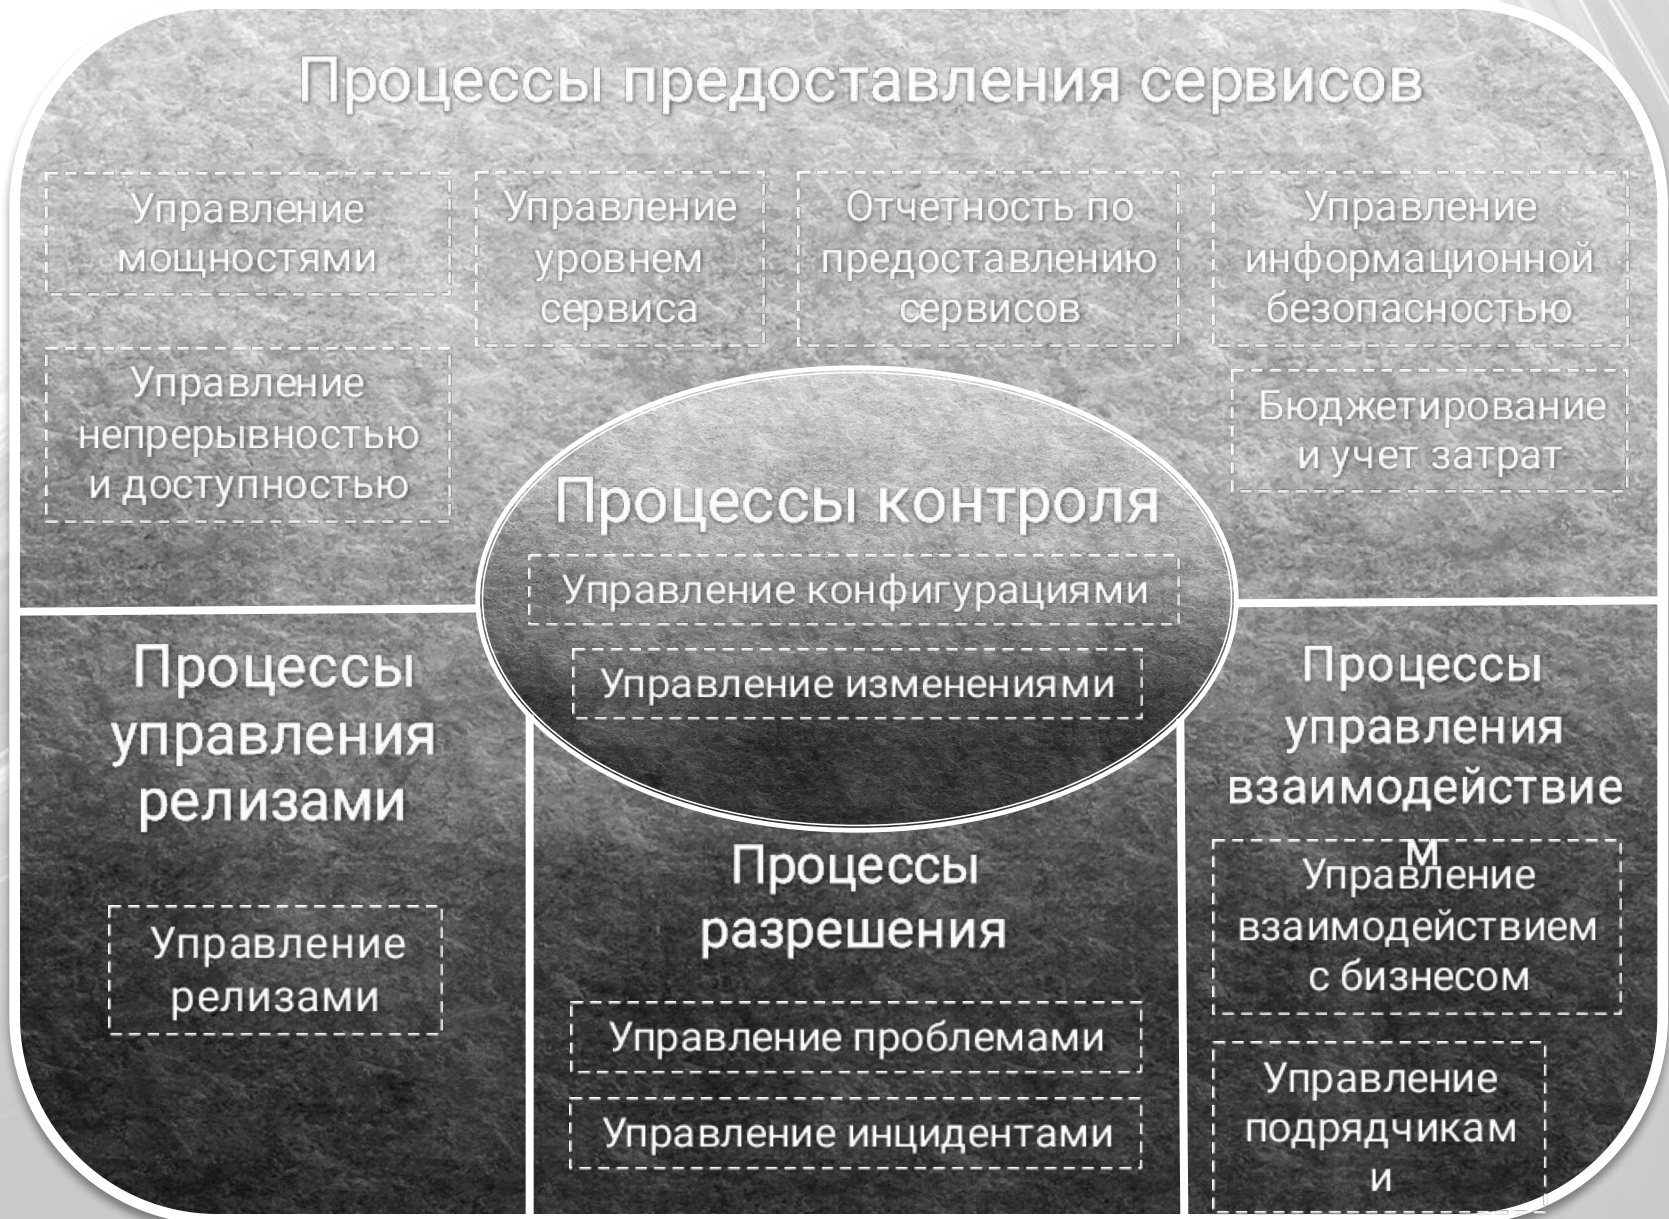 Процессы предоставления сервисов
Управление
мощностями
Управление
уровнем
сервиса
Отчетность по
предоставлению
сервисов
Управление
информационной
безопасностью
Управление
непрерывностью
и доступностью
Бюджетирование
и учет затрат
Процессы контроля
Управление конфигурациями
Управление изменениями
Процессы
управления
релизами
Управление
релизами
Процессы
разрешения
Управление проблемами
Управление инцидентами
Процессы
управления
взаимодействие
м
Управление
взаимодействием
с бизнесом
Управление
подрядчикам
и